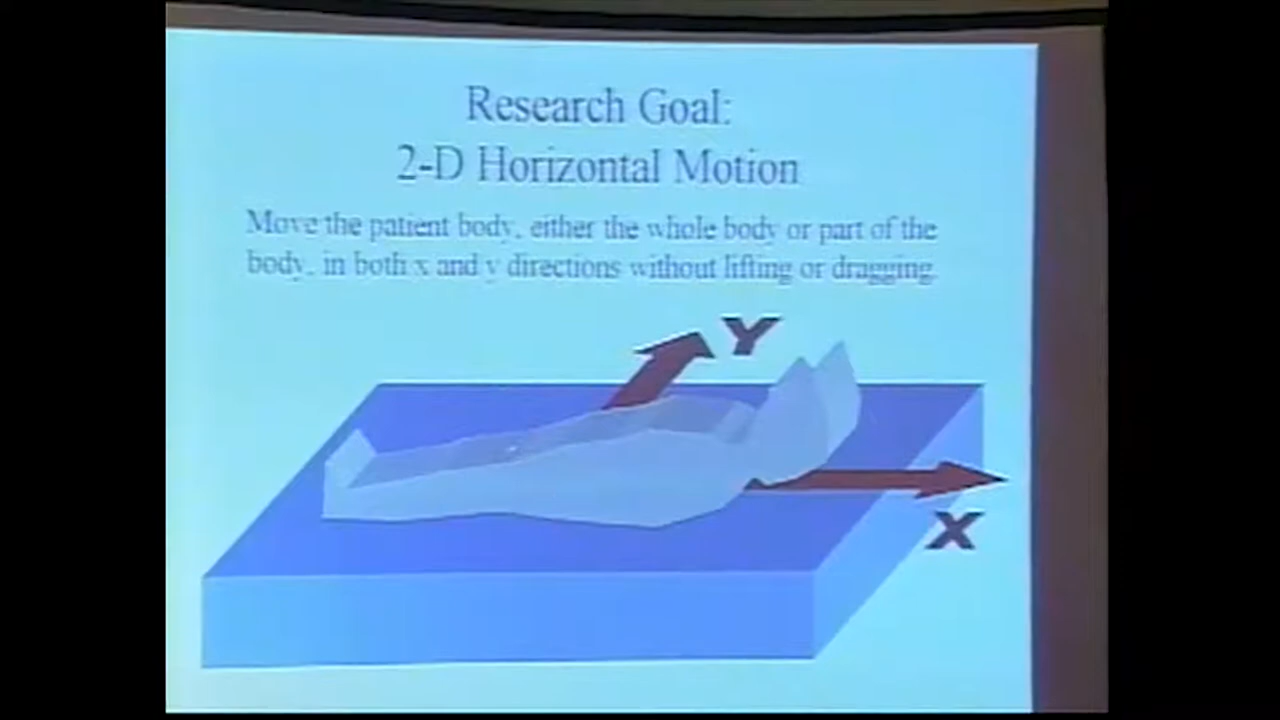 Research Goal:
2-D Horizontal Motion
Move the patient body, either the whole body or part of the
body, in both x and y directions without lifting or dragging.
Y
X